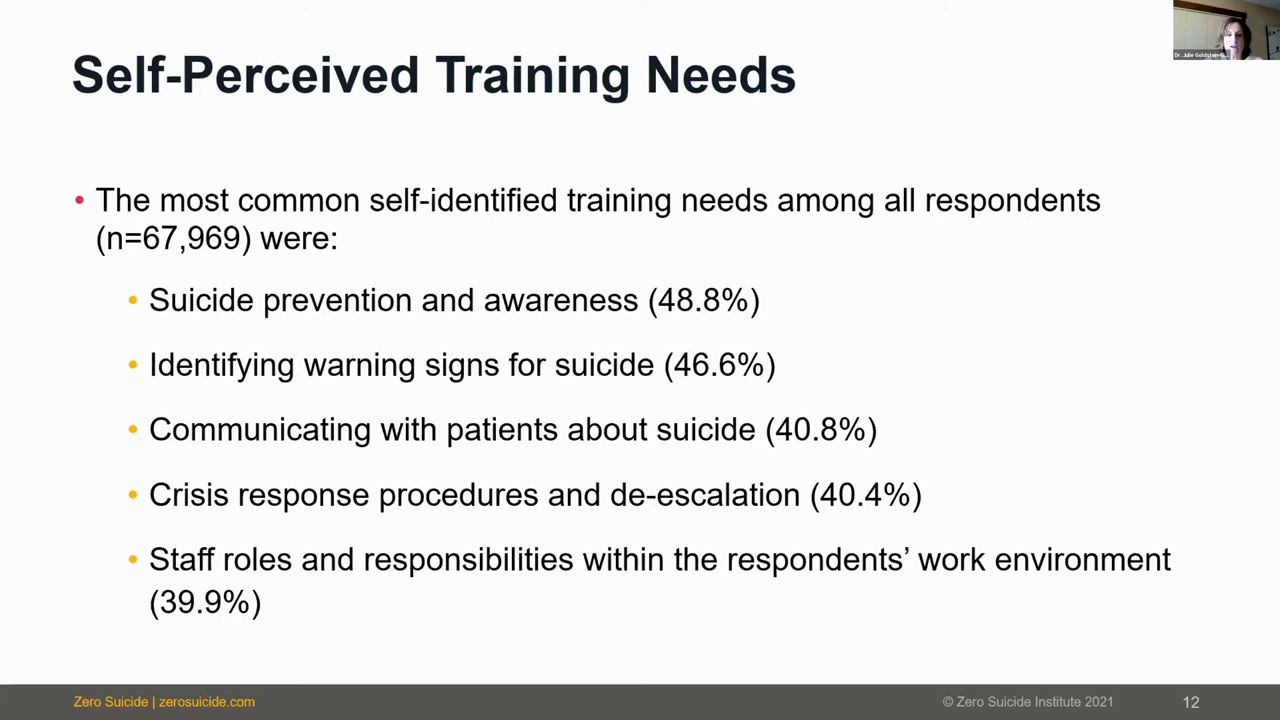 Dr. Julie Goldstein-G...
Self-Perceived Training Needs
• The most common self-identified training needs among all respondents
(n=67,969) were:
• Suicide prevention and awareness (48.8%)
• Identifying warning signs for suicide (46.6%)
• Communicating with patients about suicide (40.8%)
• Crisis response procedures and de-escalation (40.4%)
• Staff roles and responsibilities within the respondents’ work environment
(39.9%)
Zero Suicide | zerosuicide.com
© Zero Suicide Institute 2021
12